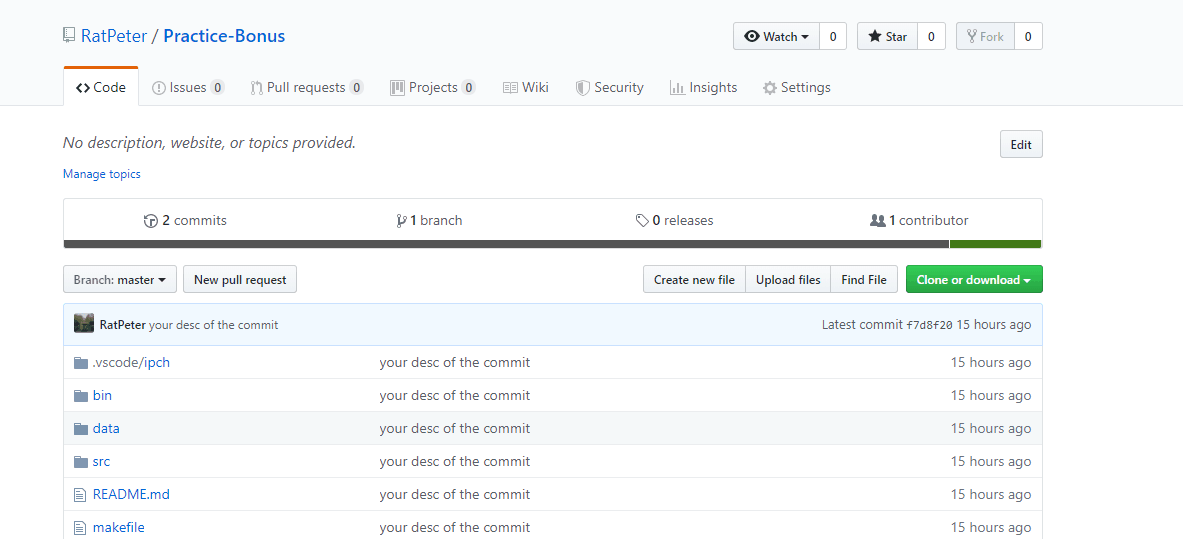 RatPeter / Practice-Bonus
Watch 0 Star 0 Fork 0
Code Issues 0 Pull requests 0 Projects 0 Wiki Security Insights Settings
No description, website, or topics provided. Edit
Manage topics
2 commits 1 branch 0 releases 1 contributor
Branch: master New pull request Create new file Upload files Find File Clone or download
RatPeter your desc of the commit Latest commit f7d8f20 15 hours ago
.vscode/ipch your desc of the commit 15 hours ago
bin your desc of the commit 15 hours ago
data your desc of the commit 15 hours ago
src your desc of the commit 15 hours ago
README.md your desc of the commit 15 hours ago
makefile your desc of the commit 15 hours ago